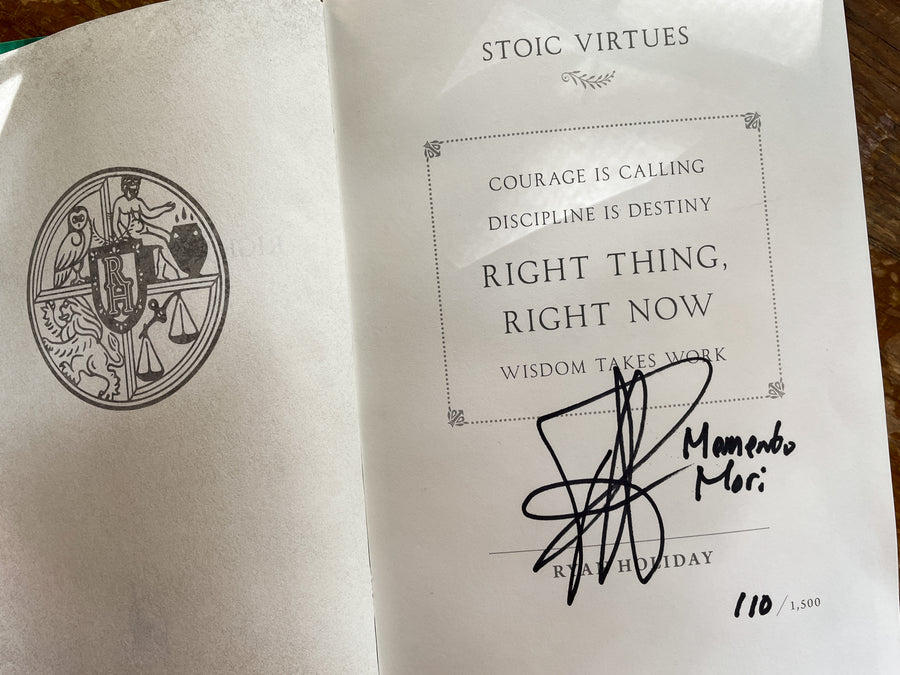 RH
STOIC VIRTUES
COURAGE IS CALLING
DISCIPLINE IS DESTINY
RIGHT THING,
RIGHT NOW
WISDOM TAKES WORK
Memento
Mori
RYAN HOLIDAY
110 / 1,500